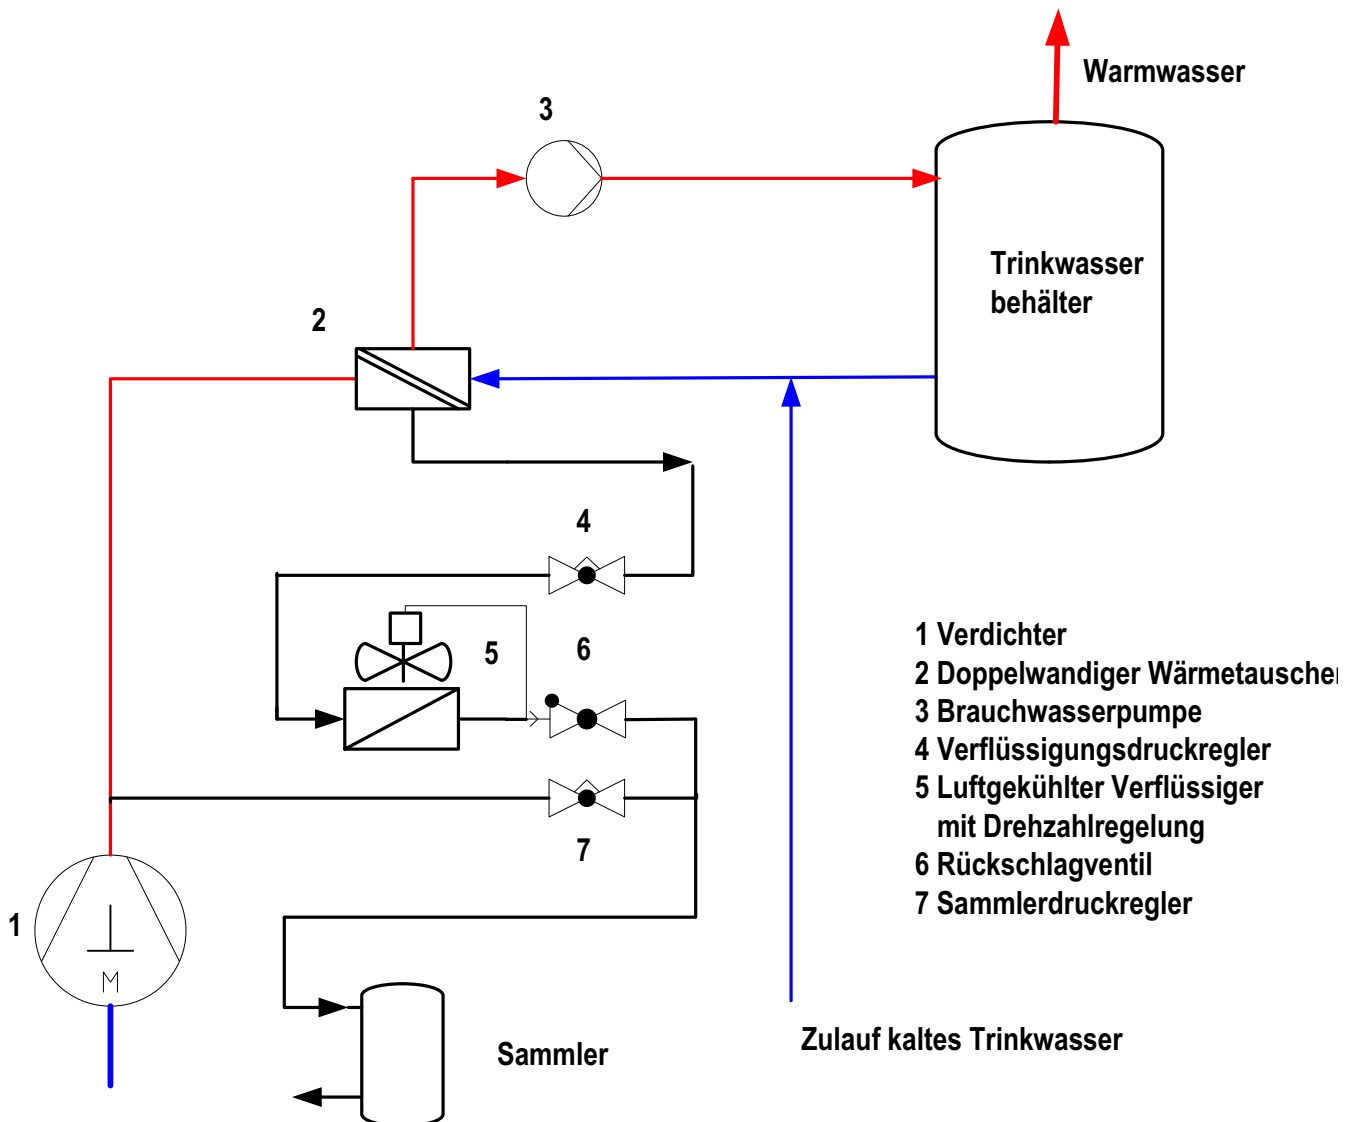 Warmwasser
3
Trinkwasser
behälter
2
4
5
6
1 Verdichter
2 Doppelwandiger Wärmetauscher
3 Brauchwasserpumpe
4 Verflüssigungsdruckregler
5 Luftgekühlter Verflüssiger
mit Drehzahlregelung
6 Rückschlagventil
7 Sammlerdruckregler
7
1
M
Sammler
Zulauf kaltes Trinkwasser